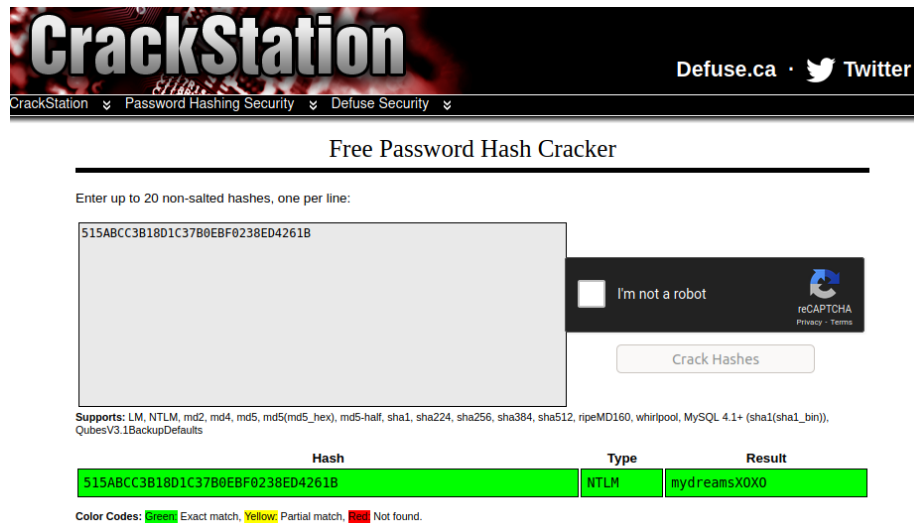 CrackStation
Defuse.ca · Twitter
CrackStation Password Hashing Security Defuse Security
Free Password Hash Cracker
Enter up to 20 non-salted hashes, one per line:
515ABCC3B18D1C37B0EBF0238ED4261B
I'm not a robot
reCAPTCHA
Privacy - Terms
Crack Hashes
Supports: LM, NTLM, md2, md4, md5, md5(md5_hex), md5-half, sha1, sha224, sha256, sha384, sha512, ripeMD160, whirlpool, MySQL 4.1+ (sha1(sha1_bin)),
QubesV3.1BackupDefaults
Hash Type Result
515ABCC3B18D1C37B0EBF0238ED4261B NTLM mydreamsXOXO
Color Codes: Green: Exact match, Yellow: Partial match, Red: Not found.